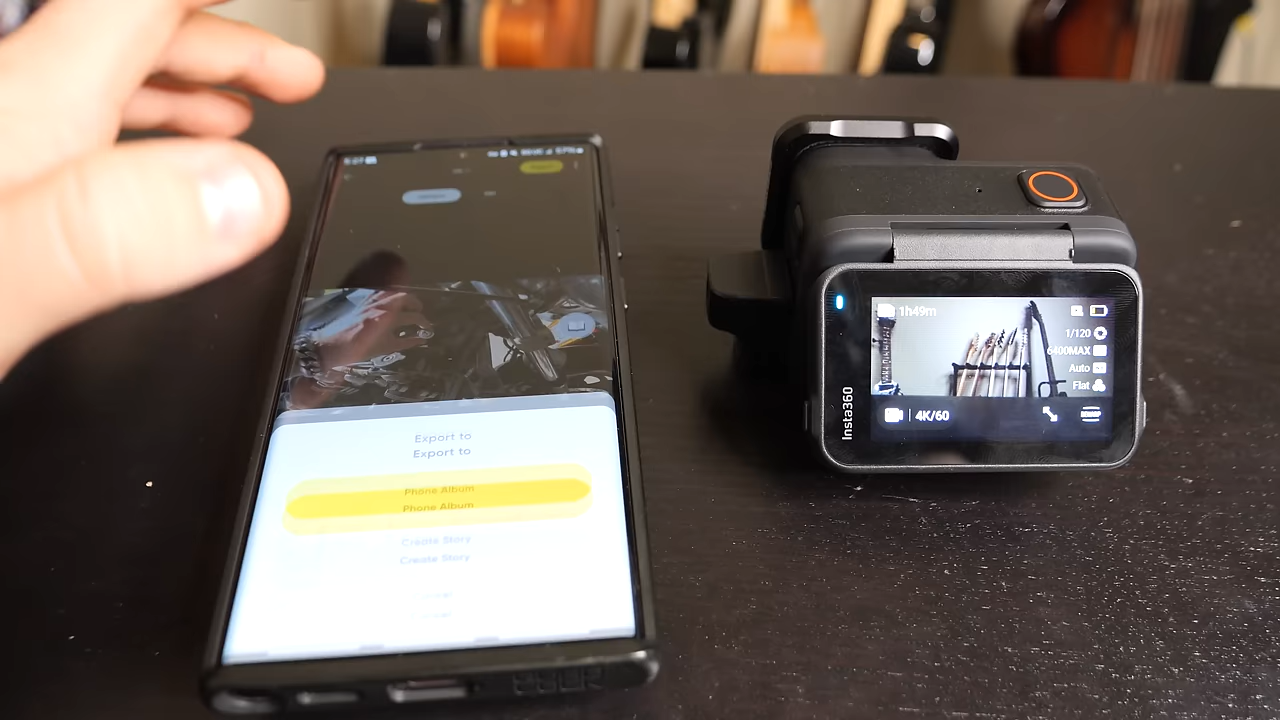 Export to
Export to
Phone Album
Phone Album
Create Story
Create Story
1h49m
1/120
6400MAX
Auto
Flat
4K/60
Insta360